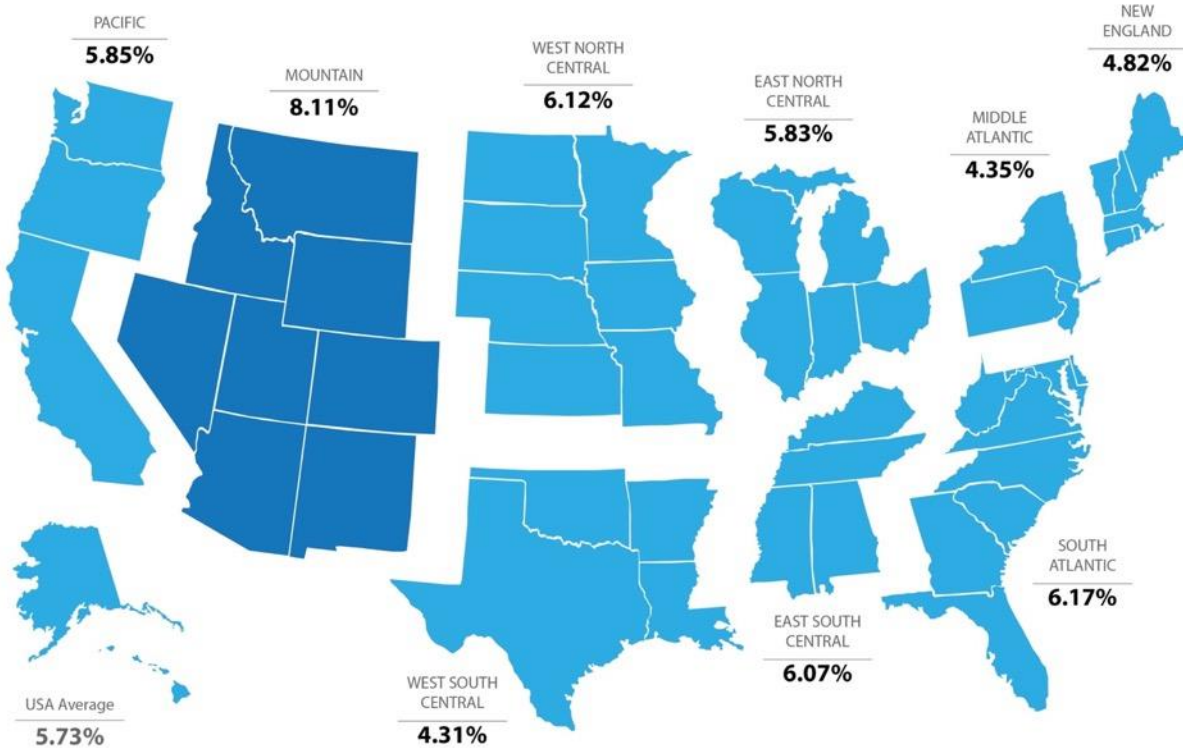 PACIFIC
5.85%
MOUNTAIN
8.11%
WEST NORTH
CENTRAL
6.12%
EAST NORTH
CENTRAL
5.83%
MIDDLE
ATLANTIC
4.35%
NEW
ENGLAND
4.82%
SOUTH
ATLANTIC
6.17%
EAST SOUTH
CENTRAL
6.07%
WEST SOUTH
CENTRAL
4.31%
USA Average
5.73%